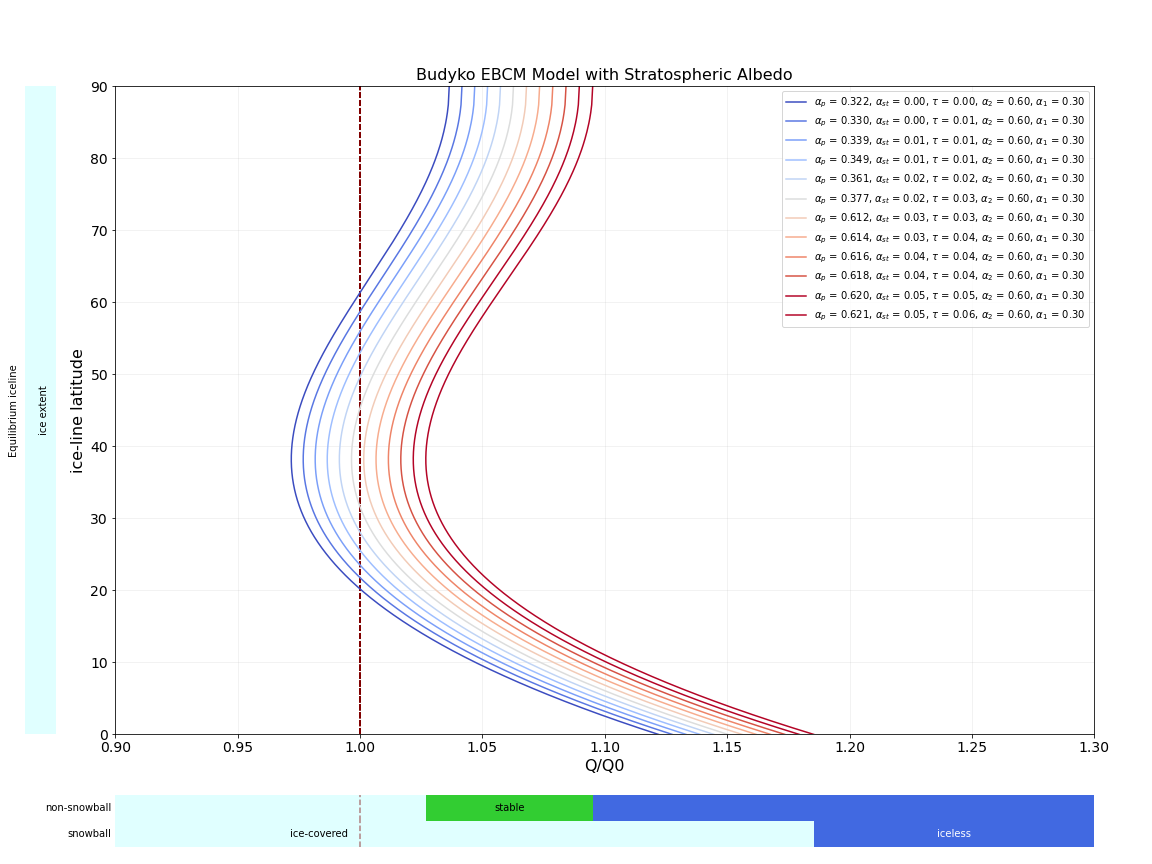 Budyko EBCM Model with Stratospheric Albedo
90
80
70
60
50
40
30
20
10
0
ice-line latitude
Equilibrium iceline
ice extent
αp = 0.322, αst = 0.00, τ = 0.00, α2 = 0.60, α1 = 0.30
αp = 0.330, αst = 0.00, τ = 0.01, α2 = 0.60, α1 = 0.30
αp = 0.339, αst = 0.01, τ = 0.01, α2 = 0.60, α1 = 0.30
αp = 0.349, αst = 0.01, τ = 0.01, α2 = 0.60, α1 = 0.30
αp = 0.361, αst = 0.02, τ = 0.02, α2 = 0.60, α1 = 0.30
αp = 0.377, αst = 0.02, τ = 0.03, α2 = 0.60, α1 = 0.30
αp = 0.612, αst = 0.03, τ = 0.03, α2 = 0.60, α1 = 0.30
αp = 0.614, αst = 0.03, τ = 0.04, α2 = 0.60, α1 = 0.30
αp = 0.616, αst = 0.04, τ = 0.04, α2 = 0.60, α1 = 0.30
αp = 0.618, αst = 0.04, τ = 0.04, α2 = 0.60, α1 = 0.30
αp = 0.620, αst = 0.05, τ = 0.05, α2 = 0.60, α1 = 0.30
αp = 0.621, αst = 0.05, τ = 0.06, α2 = 0.60, α1 = 0.30
0.90 0.95 1.00 1.05 1.10 1.15 1.20 1.25 1.30
Q/Q0
non-snowball stable
snowball ice-covered iceless